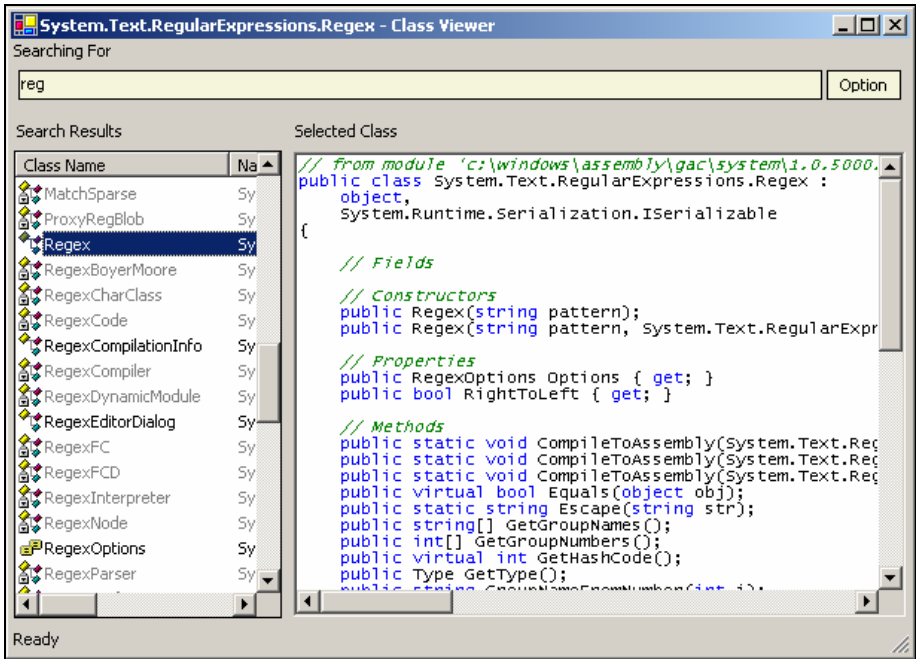 System.Text.RegularExpressions.Regex - Class Viewer
Searching For
reg
Option
Search Results
Selected Class
Class Name Na
MatchSparse Sy
ProxyRegBlob Sy
Regex Sy
RegexBoyerMoore Sy
RegexCharClass Sy
RegexCode Sy
RegexCompilationInfo Sy
RegexCompiler Sy
RegexDynamicModule Sy
RegexEditorDialog Sy
RegexFC Sy
RegexFCD Sy
RegexInterpreter Sy
RegexNode Sy
RegexOptions Sy
RegexParser Sy
// from module 'c:\windows\assembly\gac\system\1.0.5000.
public class System.Text.RegularExpressions.Regex :
object,
System.Runtime.Serialization.ISerializable
{
// Fields
// Constructors
public Regex(string pattern);
public Regex(string pattern, System.Text.RegularExpr
// Properties
public RegexOptions Options { get; }
public bool RightToLeft { get; }
// Methods
public static void CompileToAssembly(System.Text.Reg
public static void CompileToAssembly(System.Text.Reg
public static void CompileToAssembly(System.Text.Reg
public virtual bool Equals(object obj);
public static string Escape(string str);
public string[] GetGroupNames();
public int[] GetGroupNumbers();
public virtual int GetHashCode();
public Type GetType();
public string GroupNameFromNumber(int i);
Ready